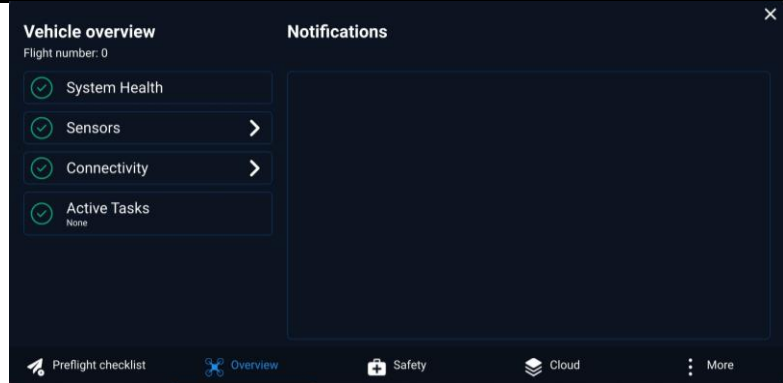 Vehicle overview
Flight number: 0
System Health
Sensors
Connectivity
Active Tasks
None
Notifications
Preflight checklist
Overview
Safety
Cloud
More